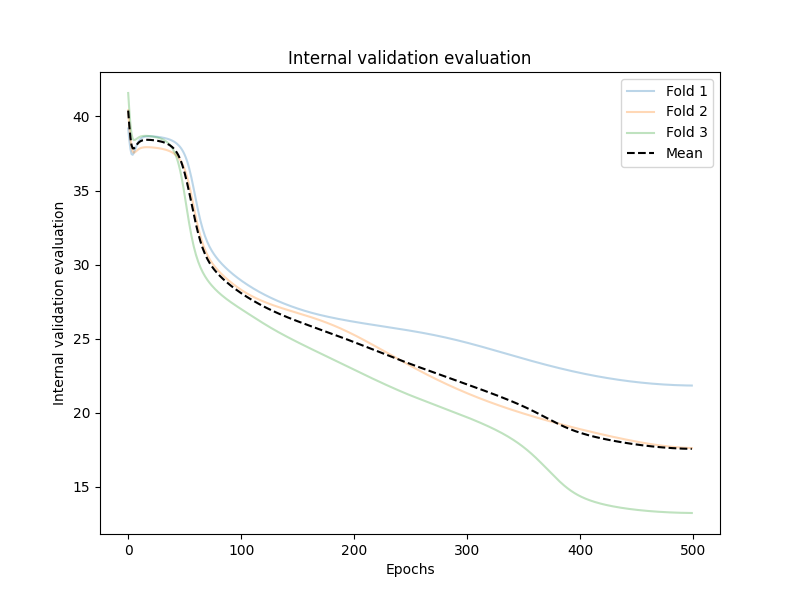 Internal validation evaluation
Fold 1
Fold 2
Fold 3
Mean
Internal validation evaluation
40
35
30
25
20
15
0 100 200 300 400 500
Epochs